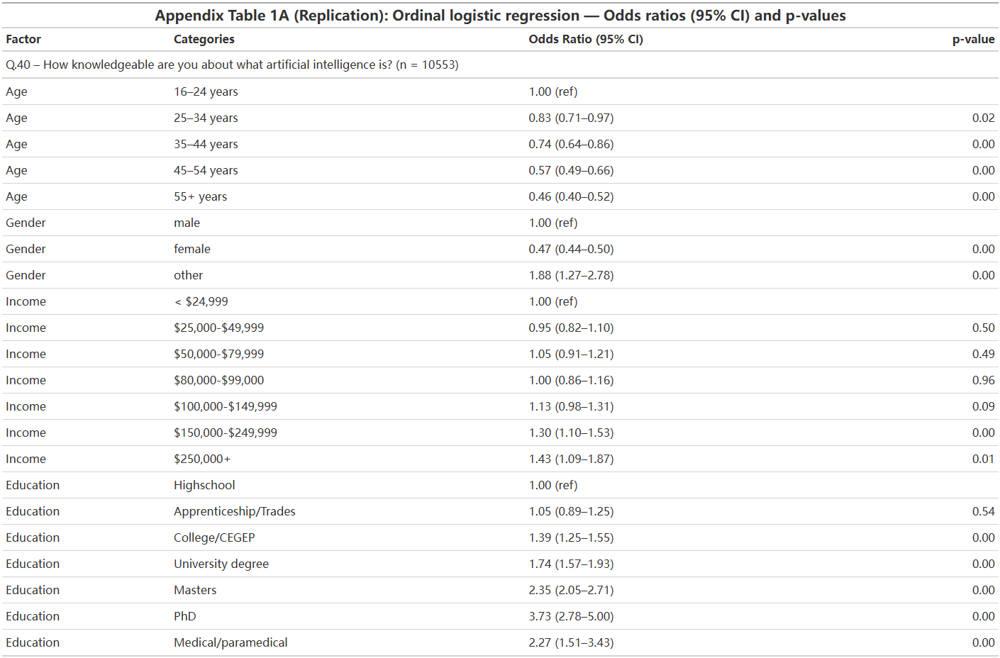 Appendix Table 1A (Replication): Ordinal logistic regression — Odds ratios (95% CI) and p-values
Factor Categories Odds Ratio (95% CI) p-value
Q.40 – How knowledgeable are you about what artificial intelligence is? (n = 10553)
Age 16–24 years 1.00 (ref)
Age 25–34 years 0.83 (0.71–0.97) 0.02
Age 35–44 years 0.74 (0.64–0.86) 0.00
Age 45–54 years 0.57 (0.49–0.66) 0.00
Age 55+ years 0.46 (0.40–0.52) 0.00
Gender male 1.00 (ref)
Gender female 0.47 (0.44–0.50) 0.00
Gender other 1.88 (1.27–2.78) 0.00
Income < $24,999 1.00 (ref)
Income $25,000-$49,999 0.95 (0.82–1.10) 0.50
Income $50,000-$79,999 1.05 (0.91–1.21) 0.49
Income $80,000-$99,000 1.00 (0.86–1.16) 0.96
Income $100,000-$149,999 1.13 (0.98–1.31) 0.09
Income $150,000-$249,999 1.30 (1.10–1.53) 0.00
Income $250,000+ 1.43 (1.09–1.87) 0.01
Education Highschool 1.00 (ref)
Education Apprenticeship/Trades 1.05 (0.89–1.25) 0.54
Education College/CEGEP 1.39 (1.25–1.55) 0.00
Education University degree 1.74 (1.57–1.93) 0.00
Education Masters 2.35 (2.05–2.71) 0.00
Education PhD 3.73 (2.78–5.00) 0.00
Education Medical/paramedical 2.27 (1.51–3.43) 0.00